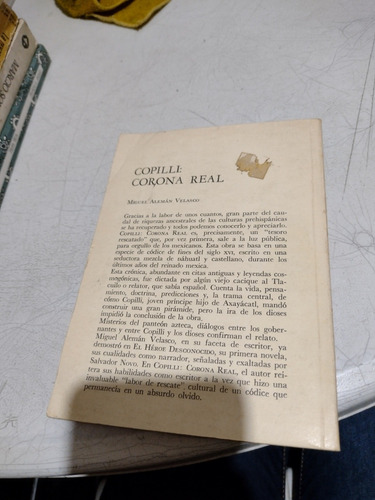 COPILLI:
CORONA REAL
MIGUEL ALEMÁN VELASCO
Gracias a la labor de unos cuantos, gran parte del cau-
dal de riquezas ancestrales de las culturas prehispánicas
se ha recuperado y todos podemos conocerlo y apreciarlo.
COPILLI: CORONA REAL es, precisamente, un "tesoro
rescatado" que, por vez primera, sale a la luz pública,
para orgullo de los mexicanos. Esta obra se basa en una
especie de códice de fines del siglo XVI, escrito en una
seductora mezcla de náhuatl y castellano, durante los
últimos años del reinado mexica.
Esta crónica, abundante en citas antiguas y leyendas cos-
mogónicas, fue dictada por algún viejo cacique al Tla-
cuilo o relator, que sabía español. Cuenta la vida, pensa-
miento, doctrina, predicciones y, la trama central, de
cómo Copilli, joven príncipe hijo de Axayácatl, mandó
construir una gran pirámide, pero la ira de los dioses
impidió la conclusión de la obra.
Misterios del panteón azteca, diálogos entre los gober-
nantes y entre Copilli y los dioses confirman el relato.
Miguel Alemán Velasco, en su faceta de escritor, ya
demostró en EL HÉROE DESCONOCIDO, su primera novela,
sus cualidades como narrador, señaladas y exaltadas por
Salvador Novo. EN COPILLI: CORONA REAL, el autor rei-
tera sus habilidades como escritor a la vez que hizo una
invaluable "labor de rescate" cultural de un códice que
permanecía en un absurdo olvido.